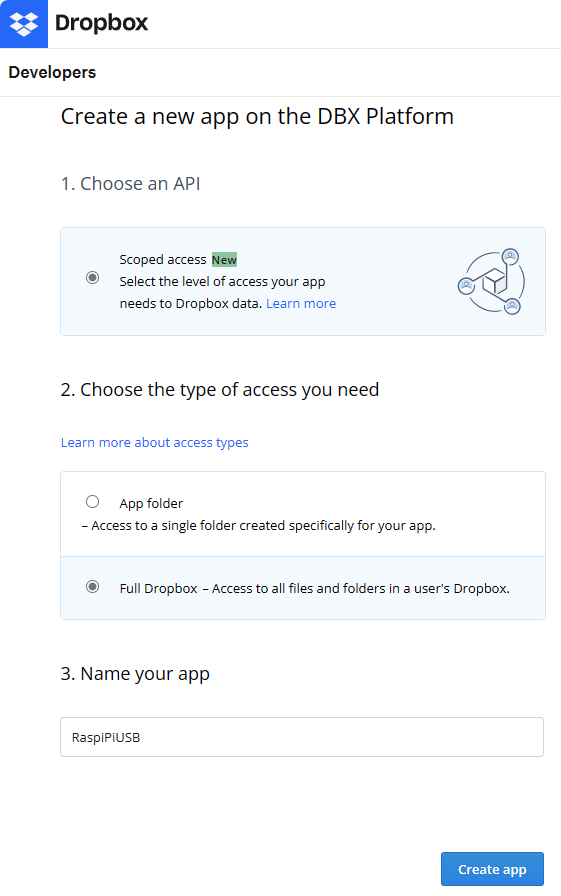 Dropbox
Developers
Create a new app on the DBX Platform
1. Choose an API
Scoped access New
Select the level of access your app
needs to Dropbox data. Learn more
2. Choose the type of access you need
Learn more about access types
App folder
– Access to a single folder created specifically for your app.
Full Dropbox – Access to all files and folders in a user's Dropbox.
3. Name your app
RaspiPiUSB
Create app